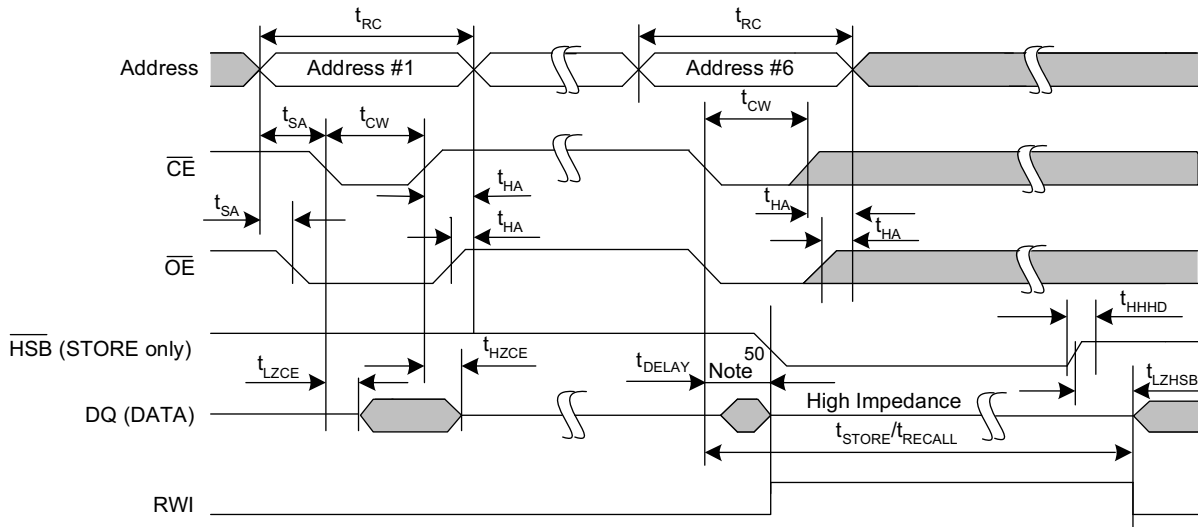 tRC tRC
Address Address #1 Address #6
tSA tCW tCW
CE
tHA tHA
tSA tHA tHA
OE
tHHHD
HSB (STORE only)
tHZCE 50
tLZCE tDELAY Note tLZHSB
DQ (DATA) High Impedance
tSTORE/tRECALL
RWI